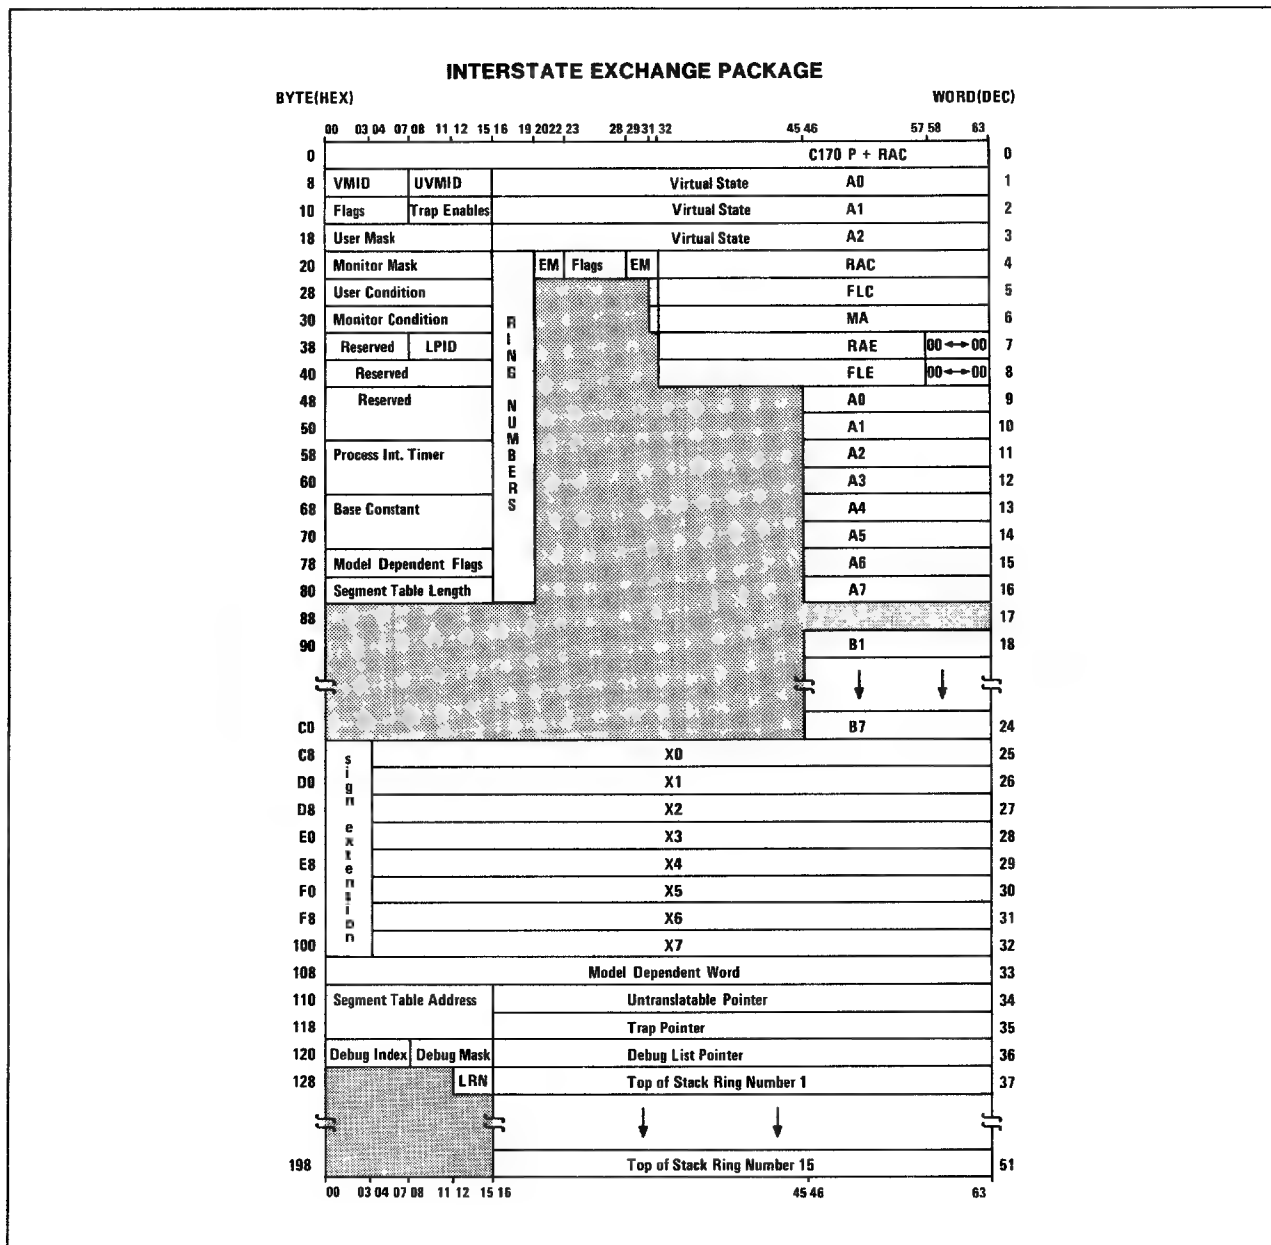 INTERSTATE EXCHANGE PACKAGE
BYTE(HEX) WORD(DEC)
00 03 04 07 08 11 12 15 16 19 20 22 23 28 29 31 32 45 46 57 58 63
0 C170 P + RAC 0
8 VMID UVMID Virtual State A0 1
10 Flags Trap Enables Virtual State A1 2
18 User Mask Virtual State A2 3
20 Monitor Mask EM Flags EM RAC 4
28 User Condition FLC 5
30 Monitor Condition MA 6
RING NUMBERS
38 Reserved LPID RAE 00↔00 7
40 Reserved FLE 00↔00 8
48 Reserved A0 9
50 A1 10
58 Process Int. Timer A2 11
60 A3 12
68 Base Constant A4 13
70 A5 14
78 Model Dependent Flags A6 15
80 Segment Table Length A7 16
88 17
90 B1 18
C0 B7 24
sign extension
C8 X0 25
D0 X1 26
D8 X2 27
E0 X3 28
E8 X4 29
F0 X5 30
F8 X6 31
100 X7 32
108 Model Dependent Word 33
110 Segment Table Address Untranslatable Pointer 34
118 Trap Pointer 35
120 Debug Index Debug Mask Debug List Pointer 36
128 LRN Top of Stack Ring Number 1 37
198 Top of Stack Ring Number 15 51
00 03 04 07 08 11 12 15 16 45 46 63